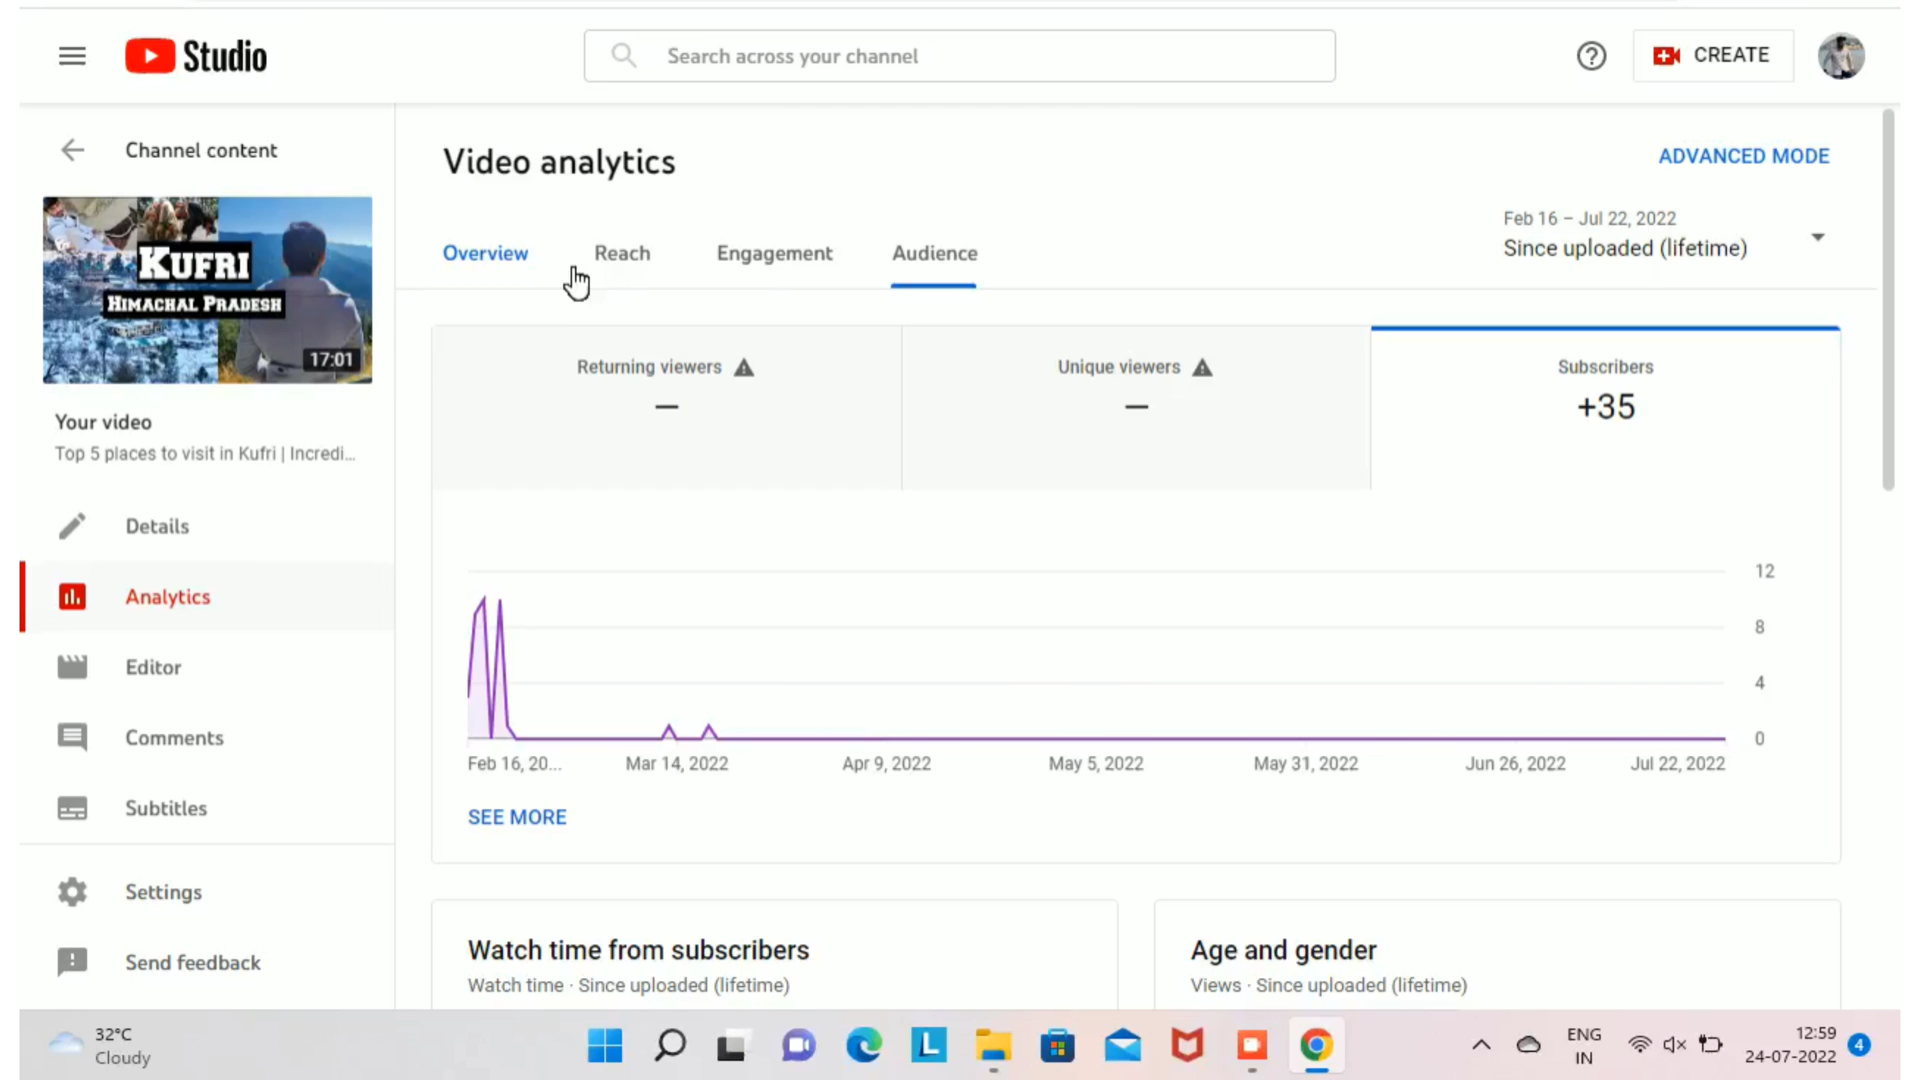 Studio
Search across your channel
CREATE
Channel content
KUFRI
HIMACHAL PRADESH
17:01
Your video
Top 5 places to visit in Kufri | Incredi...
Details
Analytics
Editor
Comments
Subtitles
Settings
Send feedback
Video analytics
ADVANCED MODE
Feb 16 – Jul 22, 2022
Since uploaded (lifetime)
Overview
Reach
Engagement
Audience
Returning viewers
—
Unique viewers
—
Subscribers
+35
12
8
4
0
Feb 16, 20...
Mar 14, 2022
Apr 9, 2022
May 5, 2022
May 31, 2022
Jun 26, 2022
Jul 22, 2022
SEE MORE
Watch time from subscribers
Watch time · Since uploaded (lifetime)
Age and gender
Views · Since uploaded (lifetime)
32°C
Cloudy
L
ENG
IN
12:59
24-07-2022
4